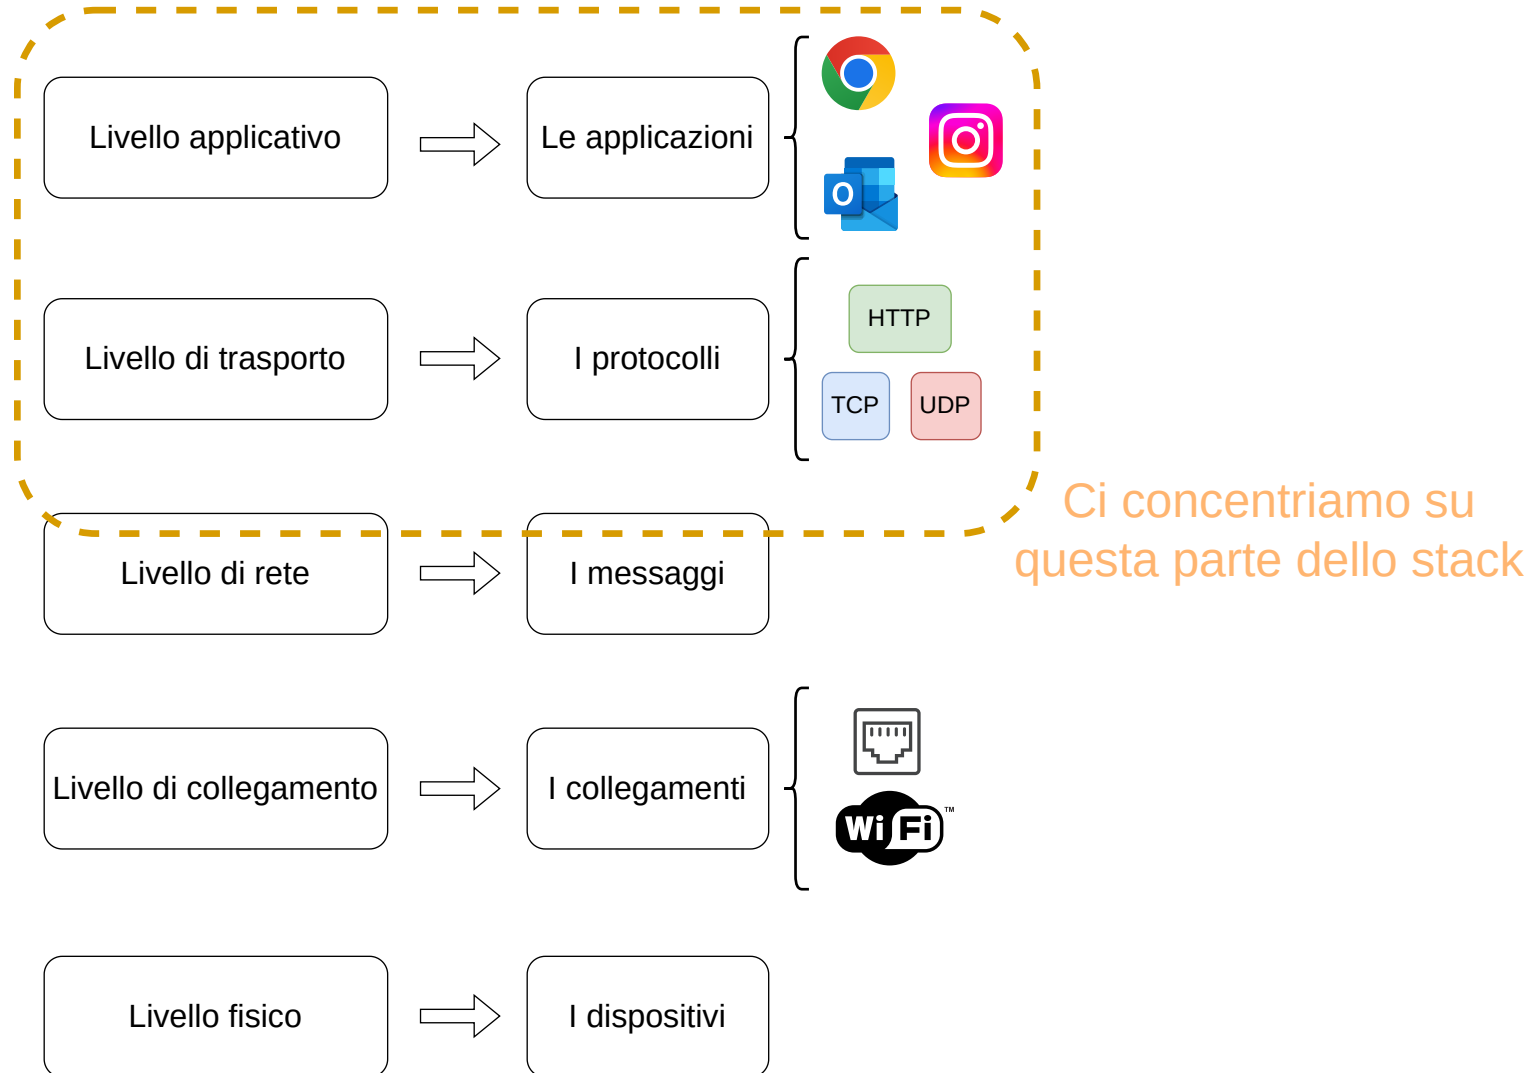 Livello applicativo
Le applicazioni
O
Livello di trasporto
I protocolli
HTTP
TCP
UDP
Ci concentriamo su
questa parte dello stack
Livello di rete
I messaggi
Livello di collegamento
I collegamenti
Wi Fi ™
Livello fisico
I dispositivi